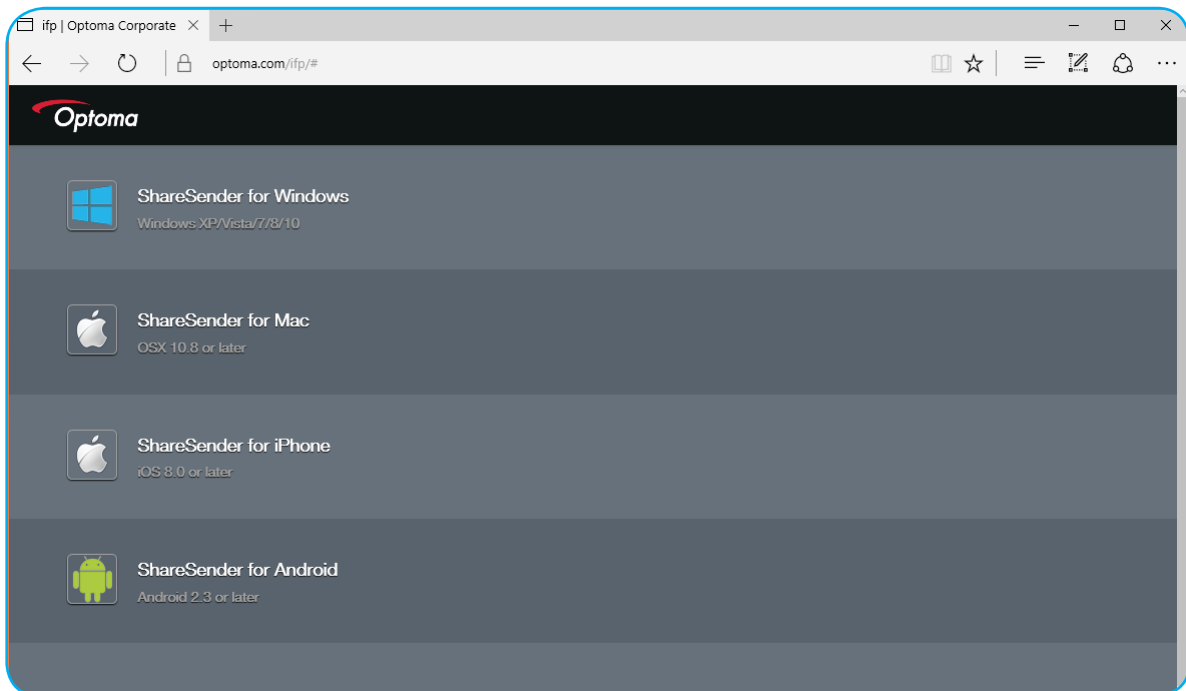 ifp | Optoma Corporate
optoma.com/ifp/#
Optoma
ShareSender for Windows
Windows XP/Vista/7/8/10
ShareSender for Mac
OSX 10.8 or later
ShareSender for iPhone
iOS 8.0 or later
ShareSender for Android
Android 2.3 or later